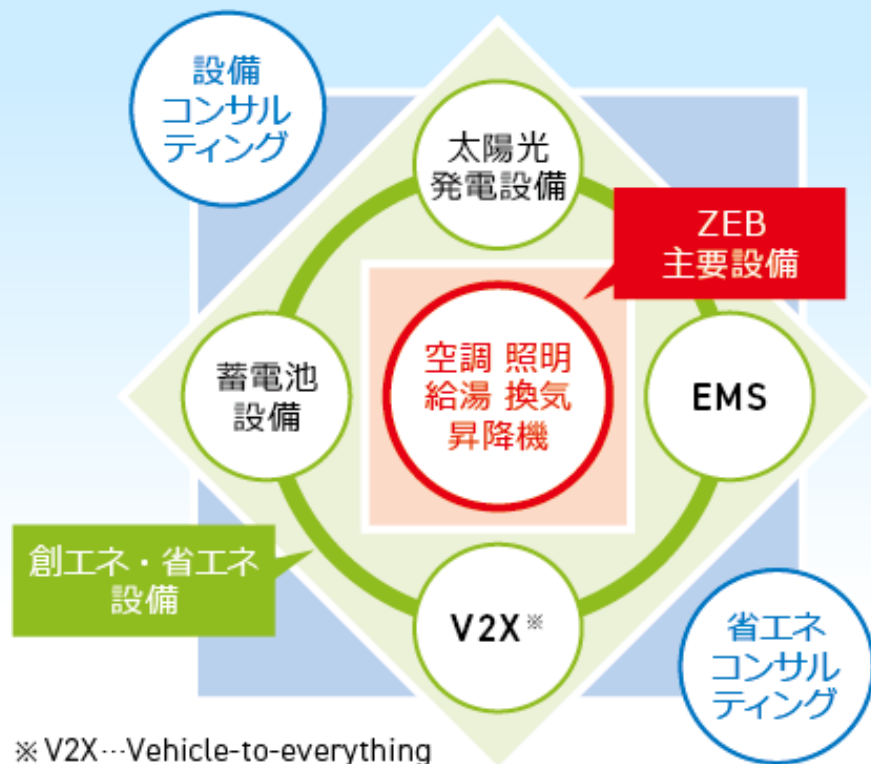 設備
コンサル
ティング
太陽光
発電設備
ZEB
主要設備
空調 照明
給湯 換気
昇降機
蓄電池
設備
EMS
創エネ・省エネ
設備
V2X※
省エネ
コンサル
ティング
※ V2X…Vehicle-to-everything